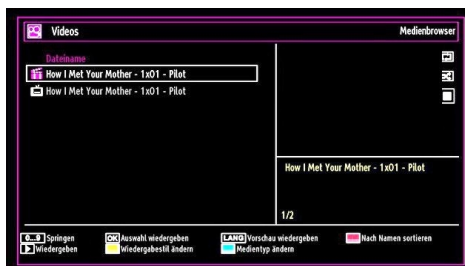 Videos
Medienbrowser
Dateiname
How I Met Your Mother - 1x01 - Pilot
How I Met Your Mother - 1x01 - Pilot
How I Met Your Mother - 1x01 - Pilot
1/2
0...9 Springen
OK Auswahl wiedergeben
LANG Vorschau wiedergeben
Nach Namen sortieren
Wiedergeben
Wiedergabestil ändern
Medientyp ändern